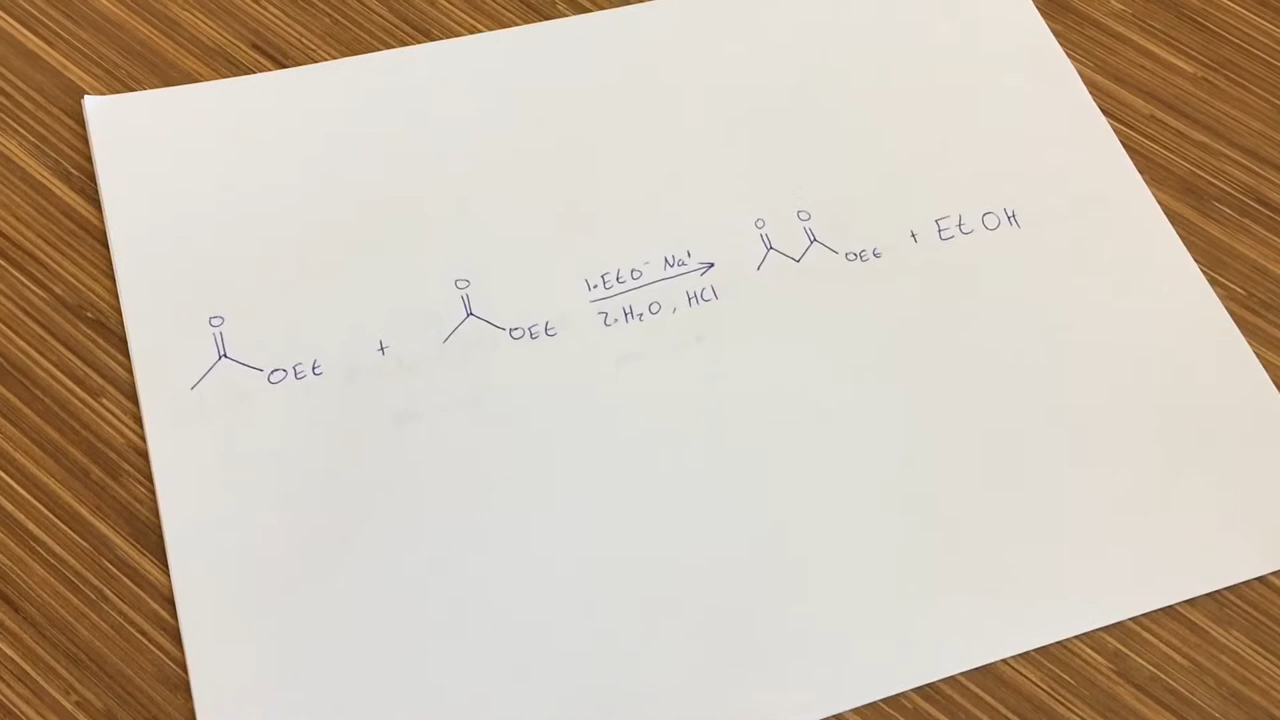 O O
1. EtO⁻ Na⁺
O O OEt + EtOH
2. H₂O, HCl
OEt + OEt